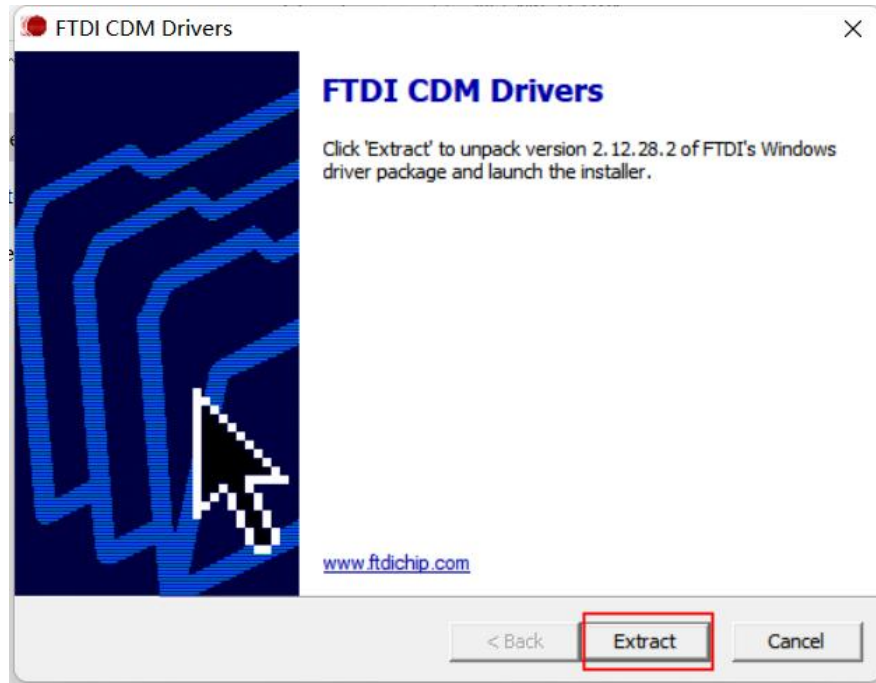 FTDI CDM Drivers
FTDI CDM Drivers
Click 'Extract' to unpack version 2.12.28.2 of FTDI's Windows
driver package and launch the installer.
www.ftdichip.com
< Back
Extract
Cancel